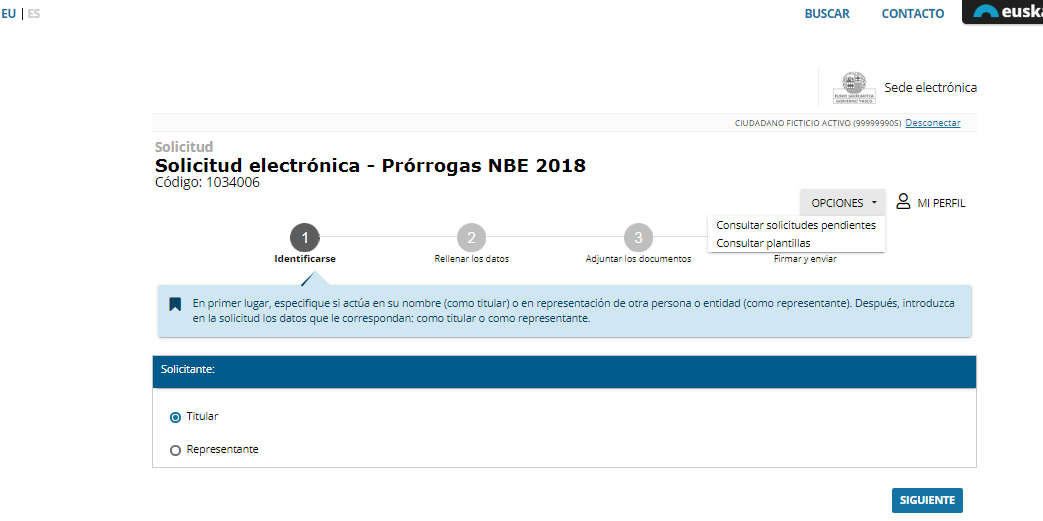 EU | ES
BUSCAR
CONTACTO
euska
EUSKO JAURLARITZA
GOBIERNO VASCO
Sede electrónica
CIUDADANO FICTICIO ACTIVO (99999990S) Desconectar
Solicitud
Solicitud electrónica - Prórrogas NBE 2018
Código: 1034006
OPCIONES
MI PERFIL
Consultar solicitudes pendientes
Consultar plantillas
1
2
3
Identificarse
Rellenar los datos
Adjuntar los documentos
Firmar y enviar
En primer lugar, especifique si actúa en su nombre (como titular) o en representación de otra persona o entidad (como representante). Después, introduzca
en la solicitud los datos que le correspondan: como titular o como representante.
Solicitante:
Titular
Representante
SIGUIENTE